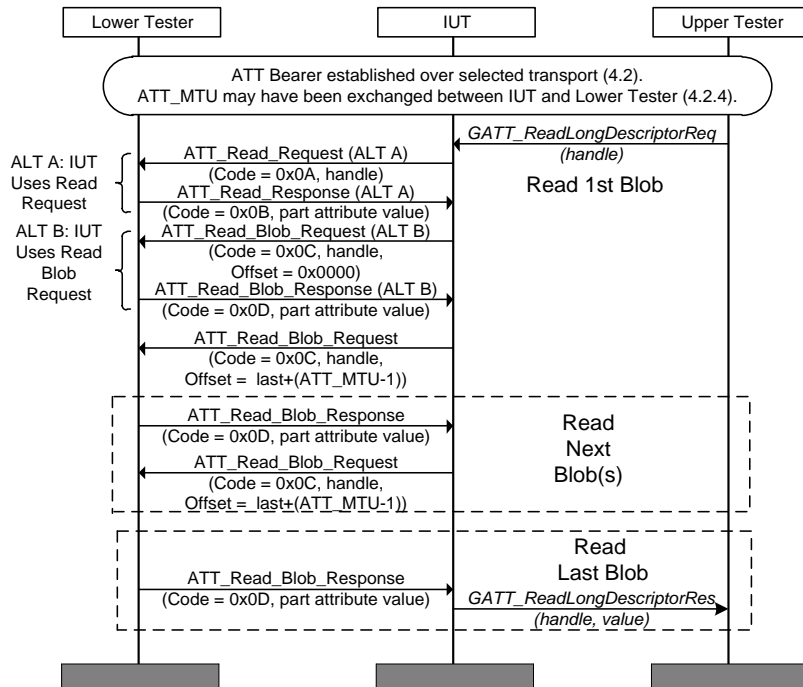 Lower Tester
IUT
Upper Tester
ATT Bearer established over selected transport (4.2).
ATT_MTU may have been exchanged between IUT and Lower Tester (4.2.4).
GATT_ReadLongDescriptorReq
(handle)
ALT A: IUT
Uses Read
Request
ATT_Read_Request (ALT A)
(Code = 0x0A, handle)
Read 1st Blob
ATT_Read_Response (ALT A)
(Code = 0x0B, part attribute value)
ALT B: IUT
Uses Read
Blob
Request
ATT_Read_Blob_Request (ALT B)
(Code = 0x0C, handle,
Offset = 0x0000)
ATT_Read_Blob_Response (ALT B)
(Code = 0x0D, part attribute value)
ATT_Read_Blob_Request
(Code = 0x0C, handle,
Offset = last+(ATT_MTU-1))
ATT_Read_Blob_Response
(Code = 0x0D, part attribute value)
Read
Next
Blob(s)
ATT_Read_Blob_Request
(Code = 0x0C, handle,
Offset = last+(ATT_MTU-1))
Read
Last Blob
ATT_Read_Blob_Response
(Code = 0x0D, part attribute value)
GATT_ReadLongDescriptorRes
(handle, value)